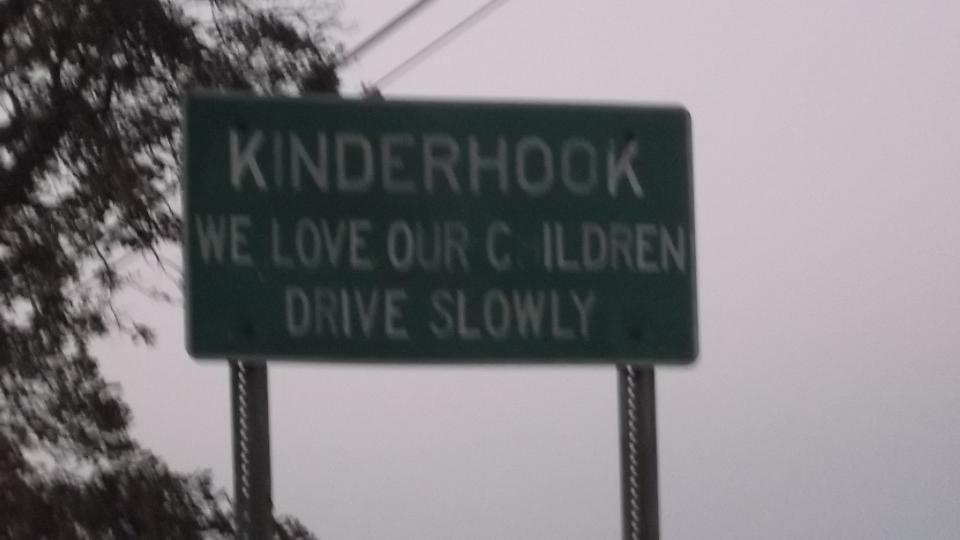 KINDERHOOK
WE LOVE OUR C ILDREN
DRIVE SLOWLY